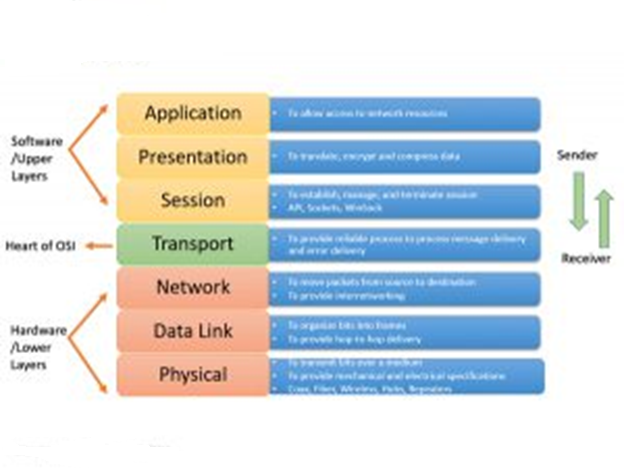 Application
To allow access to network resources
Software
/Upper
Layers
Presentation
To translate, encrypt and compress data
Session
To establish, manage, and terminate session
API, Sockets, WinSock
Heart of OSI
Transport
To provide reliable process to process message delivery
and error delivery
Network
To move packets from source to destination
To provide internetworking
Hardware
/Lower
Layers
Data Link
To organize bits into frames
To provide hop-to-hop delivery
Physical
To transmit bits over a medium
To provide mechanical and electrical specifications
Coax, Fiber, Wireless, Hubs, Repeaters
Sender
Receiver